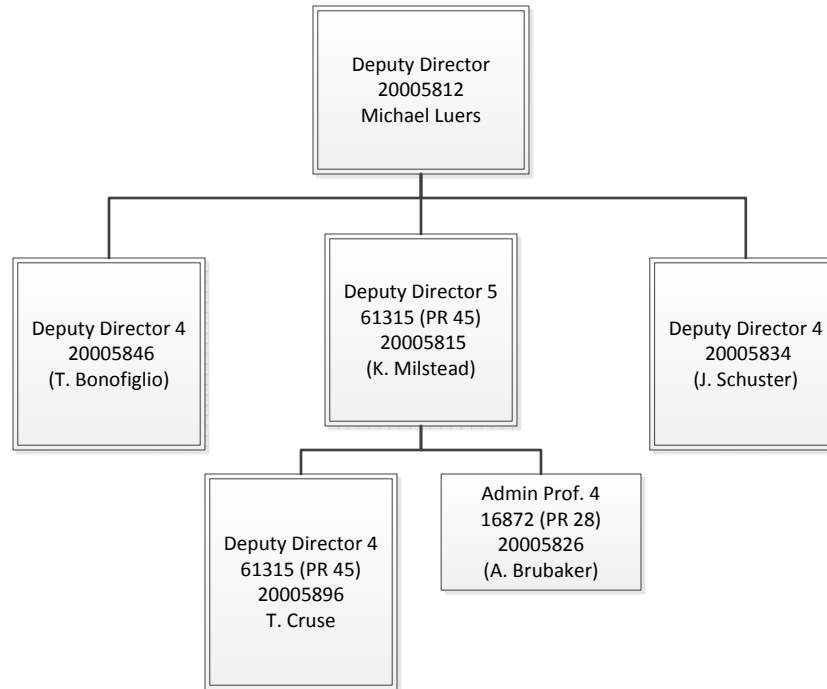 Deputy Director
20005812
Michael Luers
Deputy Director 4
20005846
(T. Bonofiglio)
Deputy Director 5
61315 (PR 45)
20005815
(K. Milstead)
Deputy Director 4
20005834
(J. Schuster)
Deputy Director 4
61315 (PR 45)
20005896
T. Cruse
Admin Prof. 4
16872 (PR 28)
20005826
(A. Brubaker)